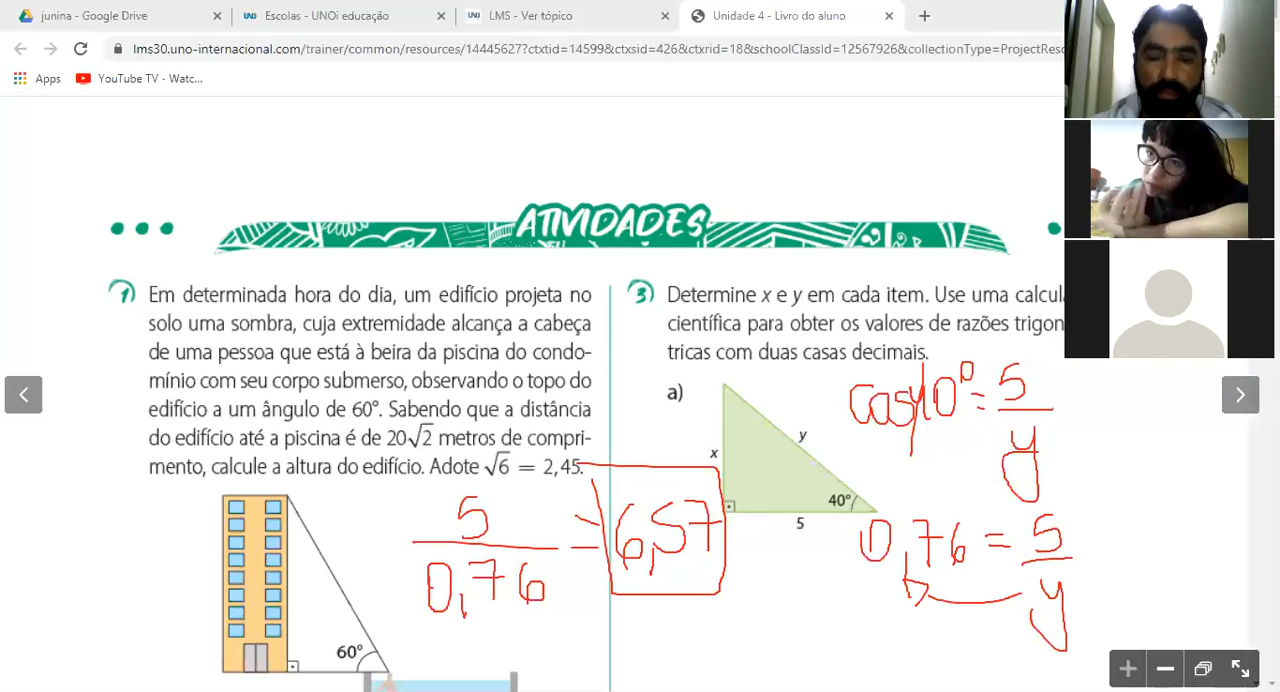 junina - Google Drive
Escolas - UNOi educação
LMS - Ver tópico
Unidade 4 - Livro do aluno
lms30.uno-internacional.com/trainer/common/resources/14445627?ctxtid=14599&ctxsid=426&ctxrid=18&schoolClassId=12567926&collectionType=ProjectReso
Apps
YouTube TV - Watc...
ATIVIDADES
1 Em determinada hora do dia, um edifício projeta no
solo uma sombra, cuja extremidade alcança a cabeça
de uma pessoa que está à beira da piscina do condo-
mínio com seu corpo submerso, observando o topo do
edifício a um ângulo de 60°. Sabendo que a distância
do edifício até a piscina é de 20√2 metros de compri-
mento, calcule a altura do edifício. Adote √6 = 2,45.
60°
5
0,76
= 6,57
3 Determine x e y em cada item. Use uma calcula
científica para obter os valores de razões trigon
tricas com duas casas decimais.
a)
x
y
40°
5
cos40° = 5
y
0,76 = 5
y